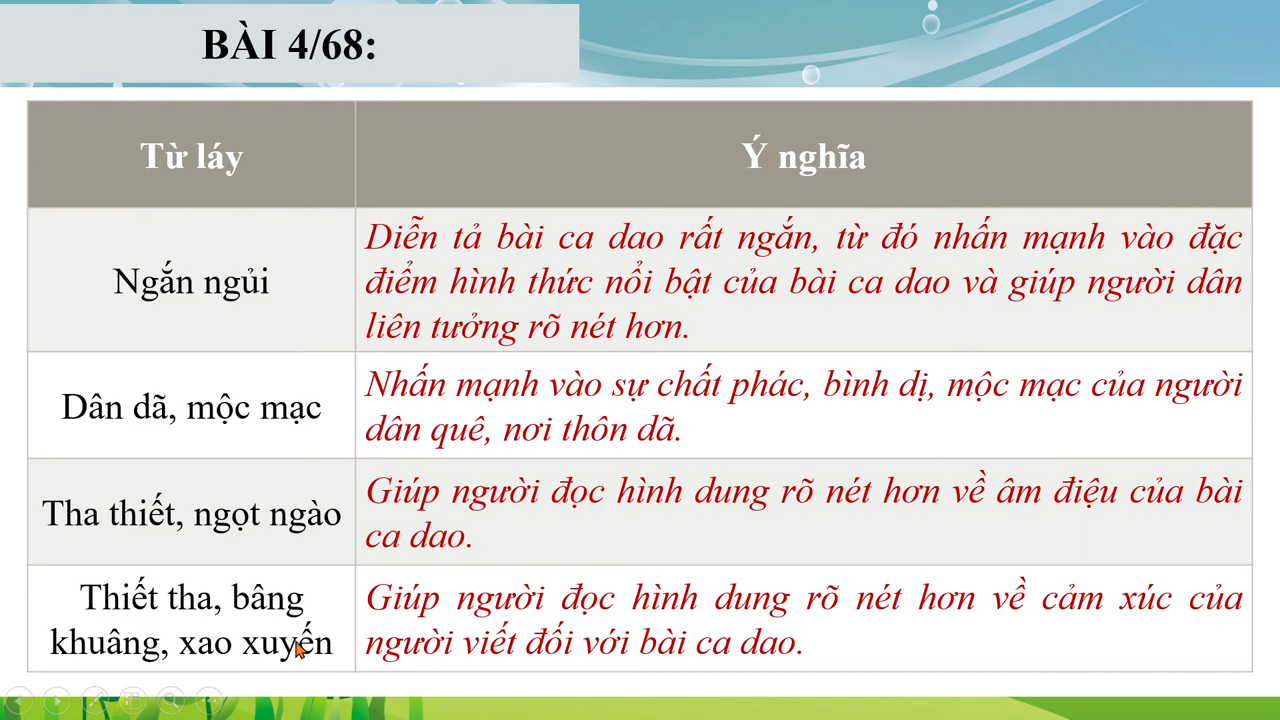 BÀI 4/68:
Từ láy
Ý nghĩa
Ngắn ngủi
Diễn tả bài ca dao rất ngắn, từ đó nhấn mạnh vào đặc
điểm hình thức nổi bật của bài ca dao và giúp người dân
liên tưởng rõ nét hơn.
Dân dã, mộc mạc
Nhấn mạnh vào sự chất phác, bình dị, mộc mạc của người
dân quê, nơi thôn dã.
Tha thiết, ngọt ngào
Giúp người đọc hình dung rõ nét hơn về âm điệu của bài
ca dao.
Thiết tha, bâng
khuâng, xao xuyến
Giúp người đọc hình dung rõ nét hơn về cảm xúc của
người viết đối với bài ca dao.